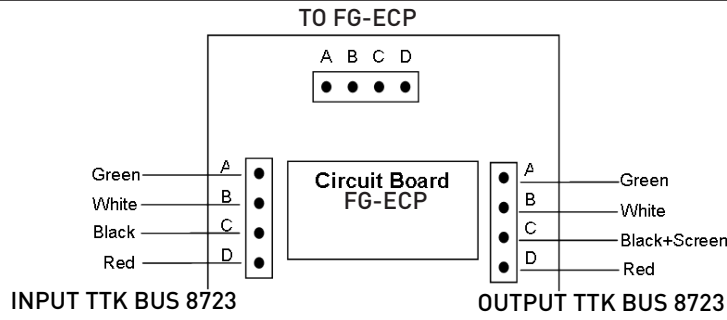 TO FG-ECP
A B C D
Green A
White B
Black C
Red D
Circuit Board
FG-ECP
A Green
B White
C Black+Screen
D Red
INPUT TTK BUS 8723
OUTPUT TTK BUS 8723